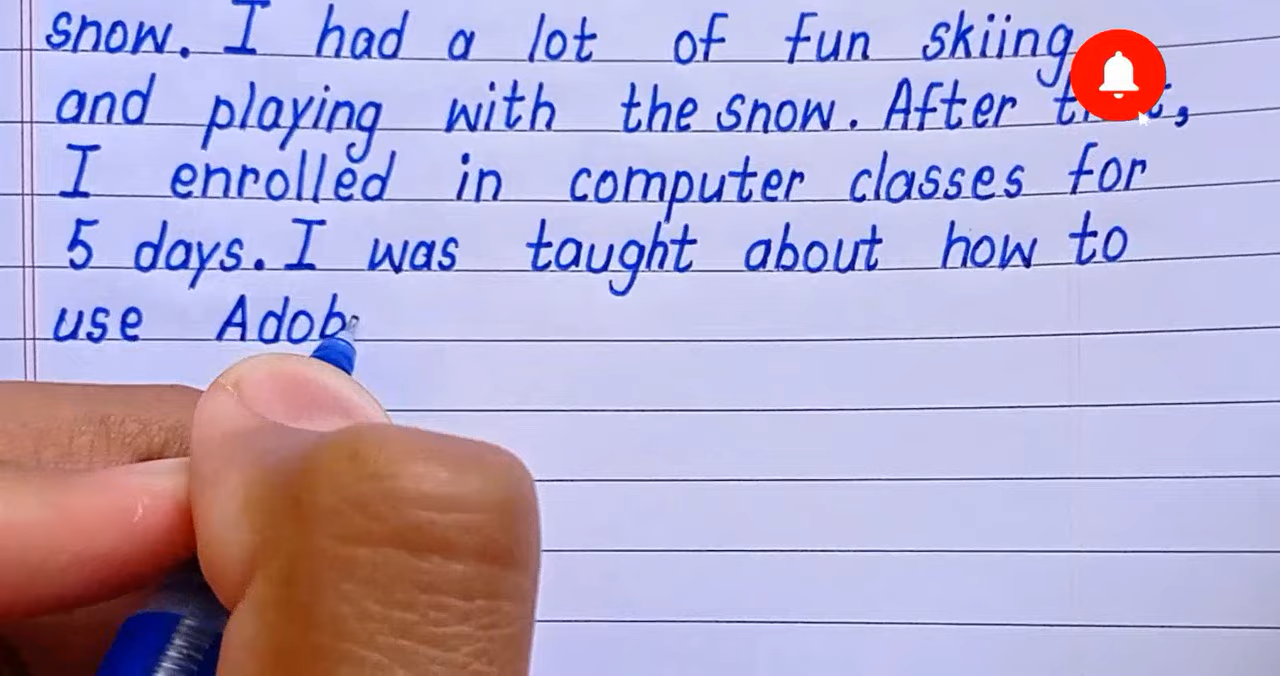 snow. I had a lot of fun skiing
and playing with the snow. After
I enrolled in computer classes for
5 days. I was taught about how to
use Adob